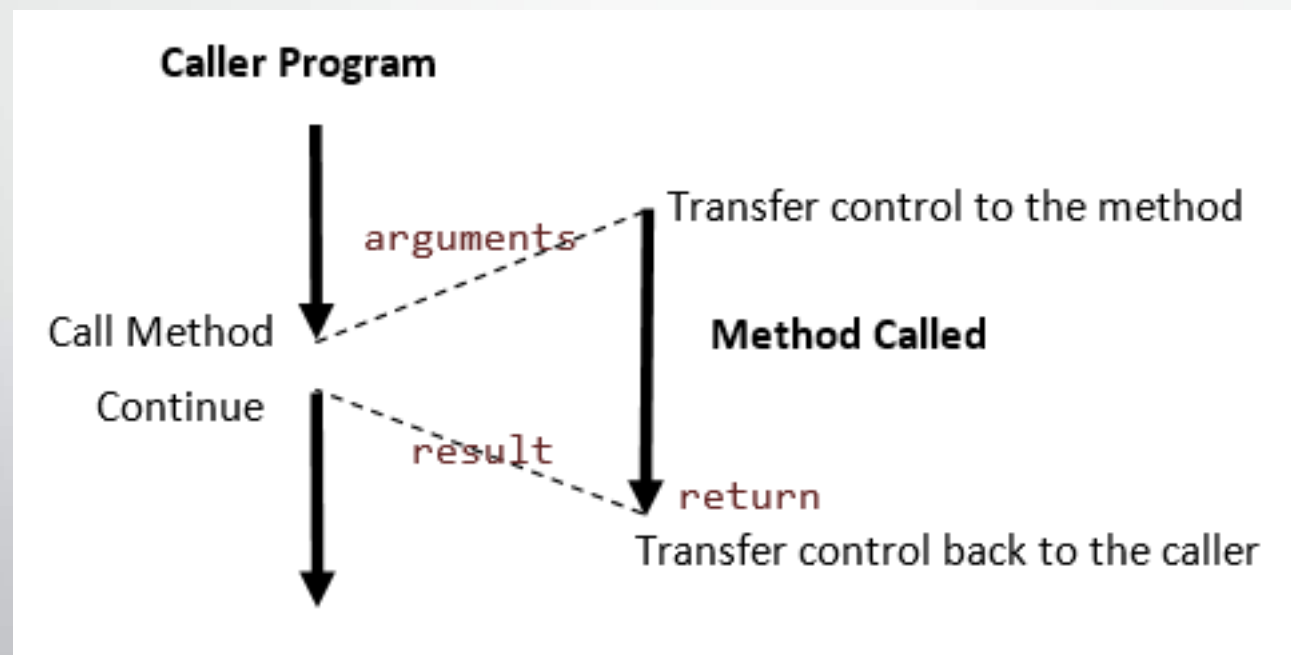 Caller Program
Transfer control to the method
arguments
Call Method
Method Called
Continue
result
return
Transfer control back to the caller